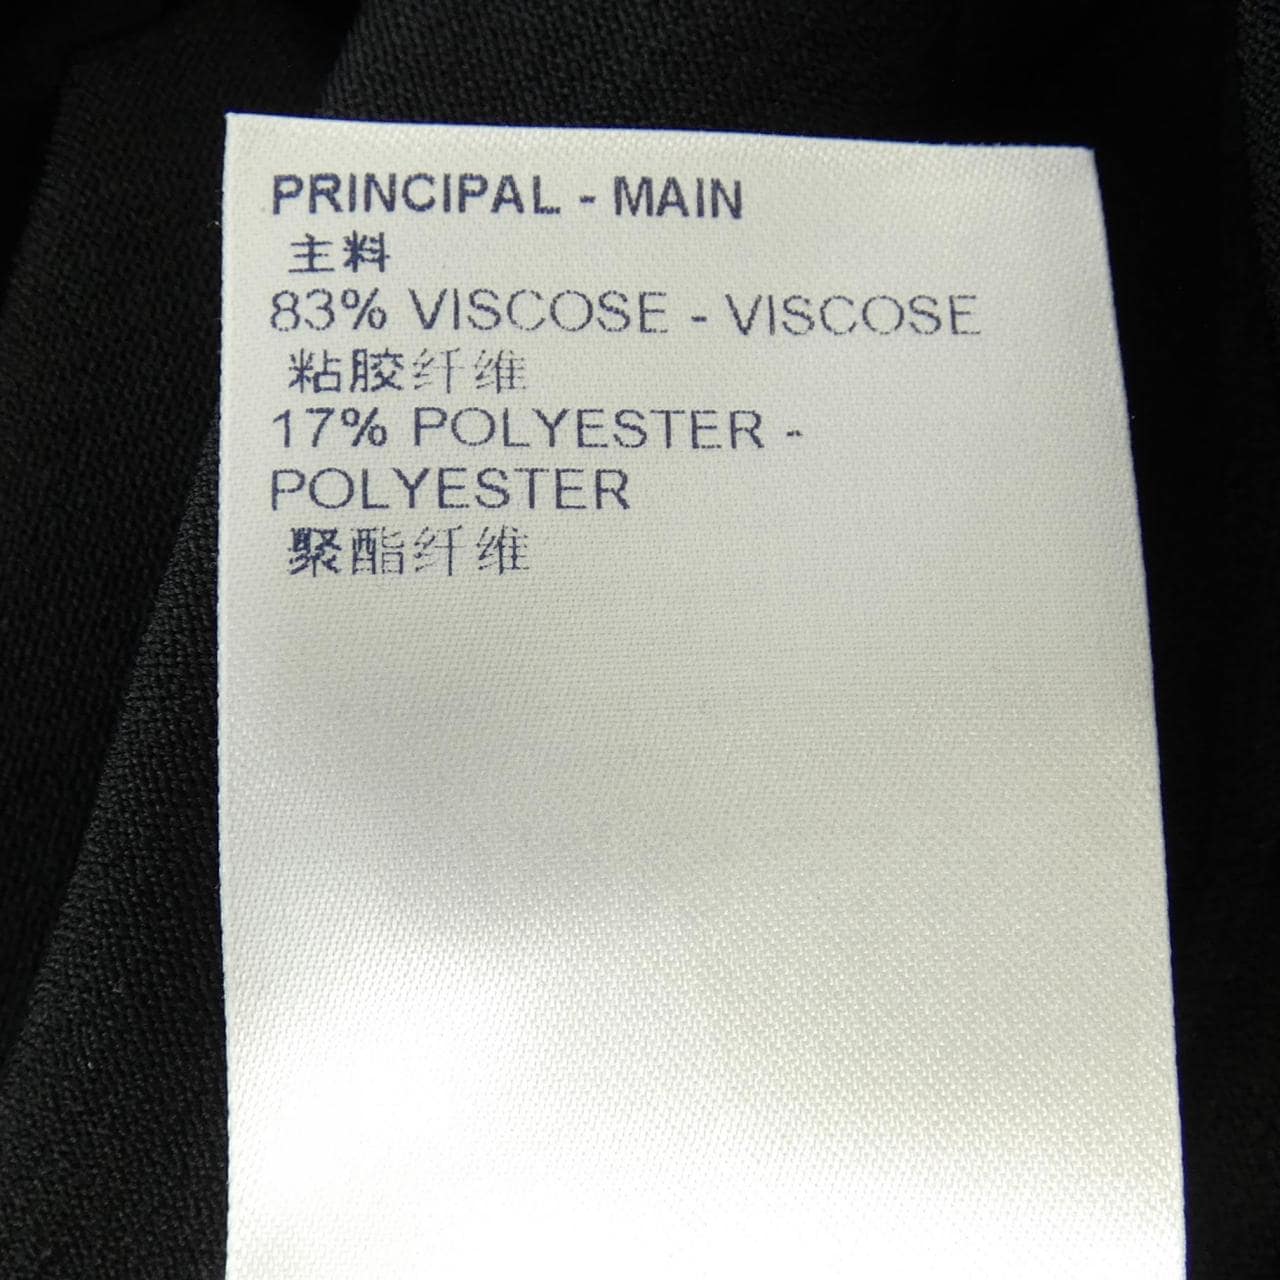 PRINCIPAL - MAIN
主料
83% VISCOSE - VISCOSE
粘胶纤维
17% POLYESTER -
POLYESTER
聚酯纤维